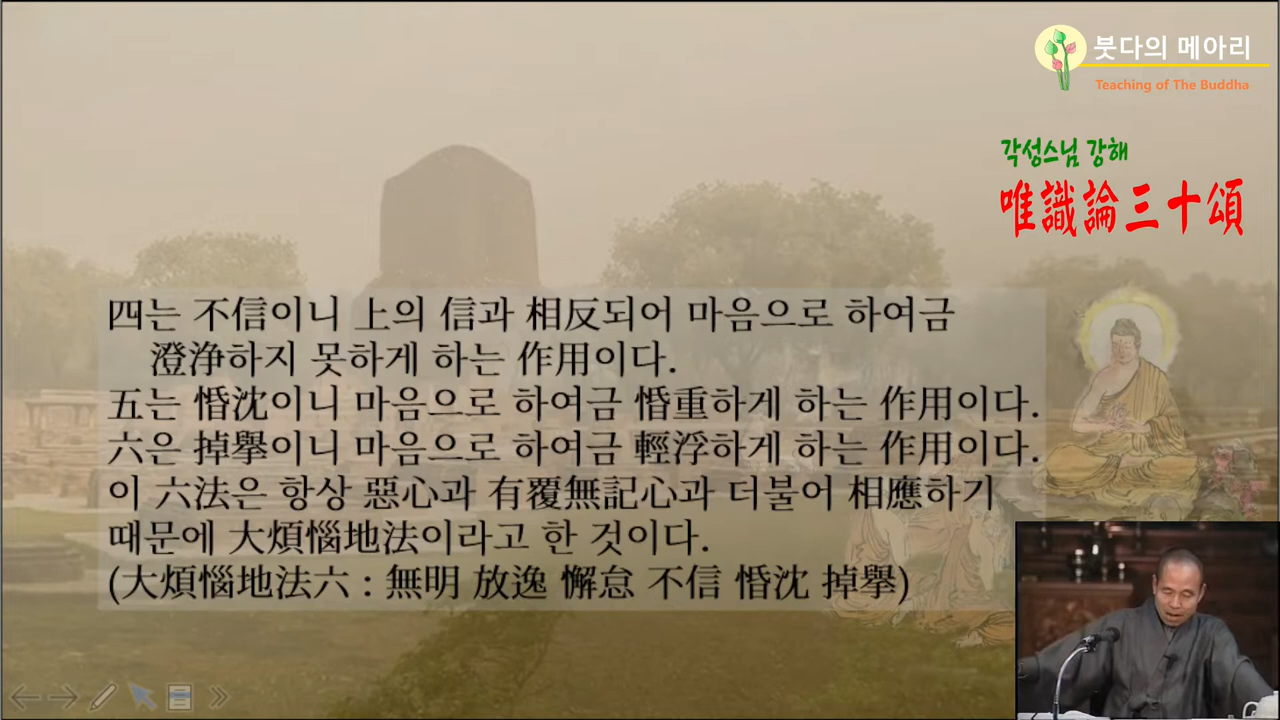 붓다의 메아리
Teaching of The Buddha
각성스님 강해
唯識論三十頌
四는 不信이니 上의 信과 相反되어 마음으로 하여금
澄淨하지 못하게 하는 作用이다.
五는 惛沈이니 마음으로 하여금 惛重하게 하는 作用이다.
六은 掉擧이니 마음으로 하여금 輕浮하게 하는 作用이다.
이 六法은 항상 惡心과 有覆無記心과 더불어 相應하기
때문에 大煩惱地法이라고 한 것이다.
(大煩惱地法六 : 無明 放逸 懈怠 不信 惛沈 掉擧)